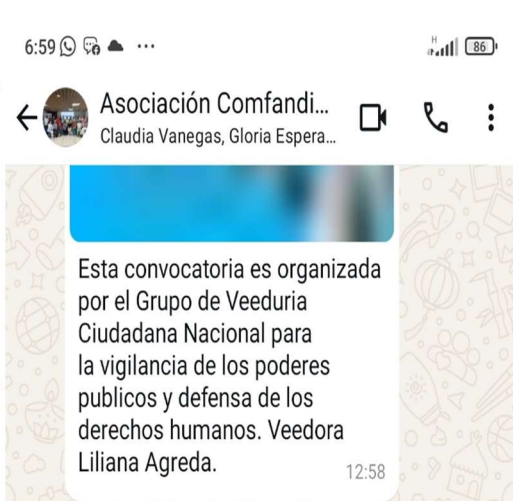 6:59
H
86
Asociación Comfandi...
Claudia Vanegas, Gloria Espera...
Esta convocatoria es organizada
por el Grupo de Veeduria
Ciudadana Nacional para
la vigilancia de los poderes
publicos y defensa de los
derechos humanos. Veedora
Liliana Agreda.
12:58